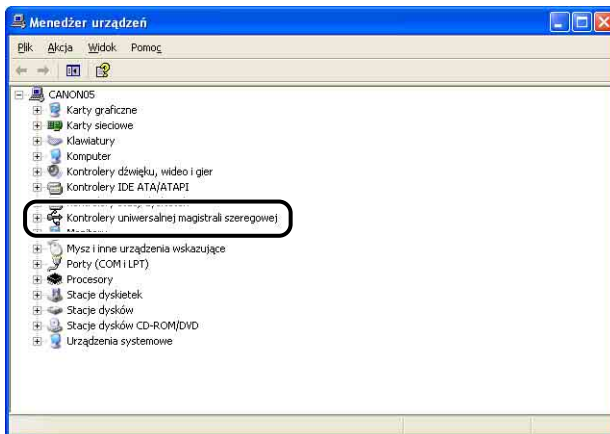 Menedżer urządzeń
Plik Akcja Widok Pomoc
CANON05
Karty graficzne
Karty sieciowe
Klawiatury
Komputer
Kontrolery dźwięku, wideo i gier
Kontrolery IDE ATA/ATAPI
Kontrolery uniwersalnej magistrali szeregowej
Mysz i inne urządzenia wskazujące
Porty (COM i LPT)
Procesory
Stacje dyskietek
Stacje dysków
Stacje dysków CD-ROM/DVD
Urządzenia systemowe